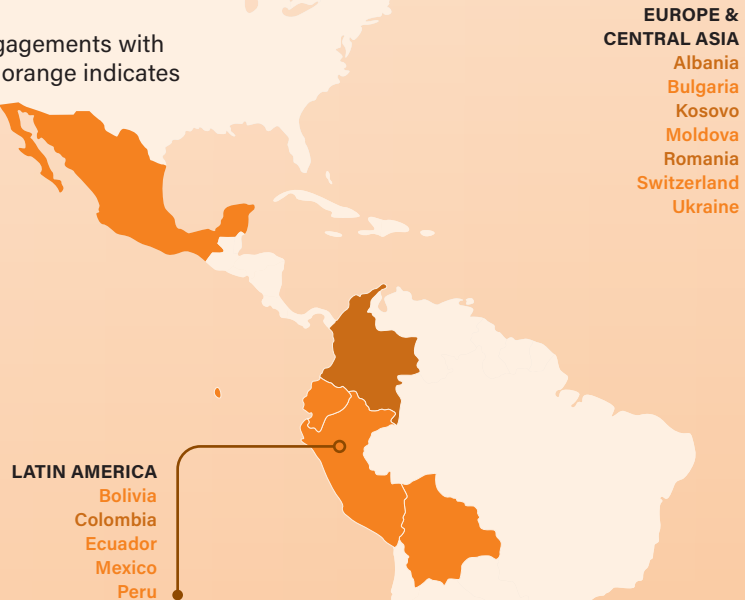 gagements with
orange indicates
EUROPE &
CENTRAL ASIA
Albania
Bulgaria
Kosovo
Moldova
Romania
Switzerland
Ukraine
LATIN AMERICA
Bolivia
Colombia
Ecuador
Mexico
Peru